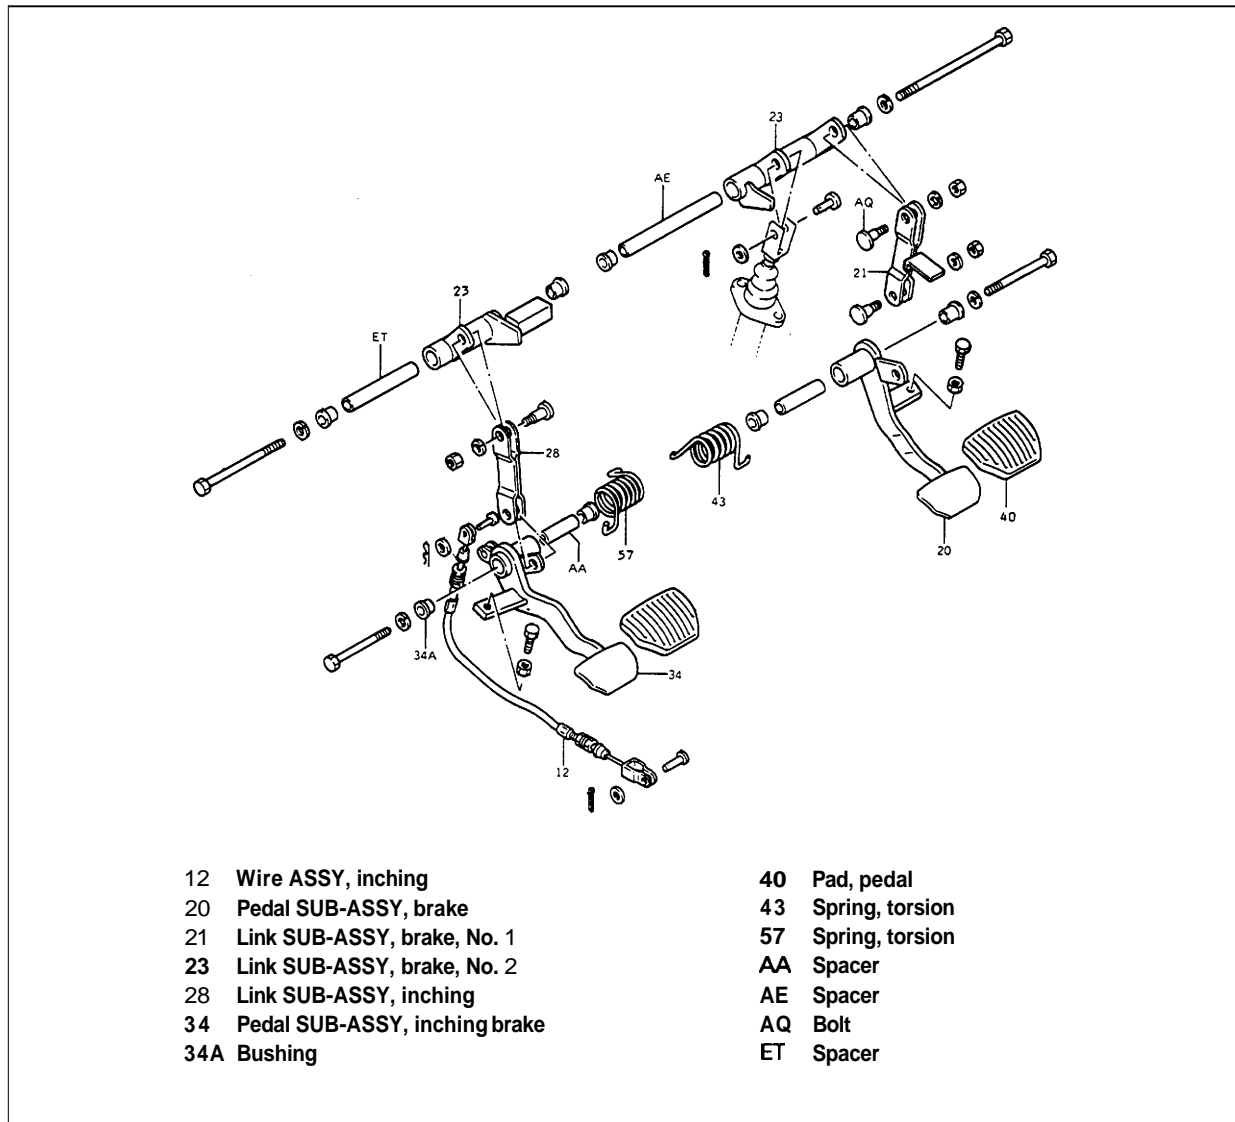 23
AE
AQ
21
23
ET
28
43
40
57
20
AA
34A
34
12
12 Wire ASSY, inching
20 Pedal SUB-ASSY, brake
21 Link SUB-ASSY, brake, No. 1
23 Link SUB-ASSY, brake, No. 2
28 Link SUB-ASSY, inching
34 Pedal SUB-ASSY, inching brake
34A Bushing
40 Pad, pedal
43 Spring, torsion
57 Spring, torsion
AA Spacer
AE Spacer
AQ Bolt
ET Spacer